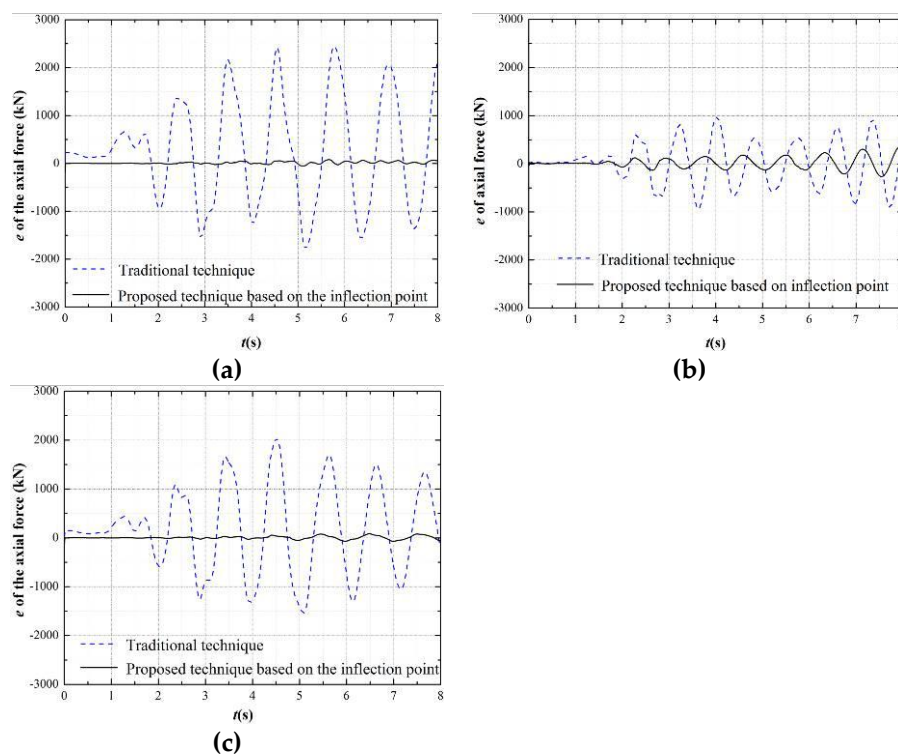 3000
2000
1000
0
-1000
-2000
-3000
e of the axial force (kN)
Traditional technique
Proposed technique based on the inflection point
0 1 2 3 4 5 6 7 8
t(s)
(a)
3000
2000
1000
0
-1000
-2000
-3000
e of axial force (kN)
Traditional technique
Proposed technique based on inflection point
0 1 2 3 4 5 6 7
t(s)
(b)
3000
2000
1000
0
-1000
-2000
-3000
e of the axial force (kN)
Traditional technique
Proposed technique based on the inflection point
0 1 2 3 4 5 6 7 8
t(s)
(c)